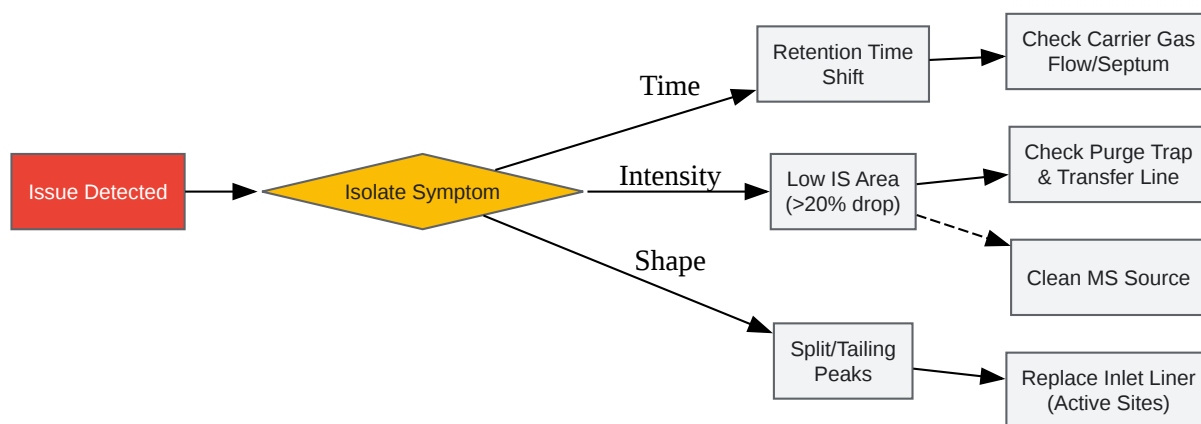 Issue Detected
Isolate Symptom
Time
Retention Time
Shift
Check Carrier Gas
Flow/Septum
Intensity
Low IS Area
(>20% drop)
Check Purge Trap
& Transfer Line
Clean MS Source
Shape
Split/Tailing
Peaks
Replace Inlet Liner
(Active Sites)